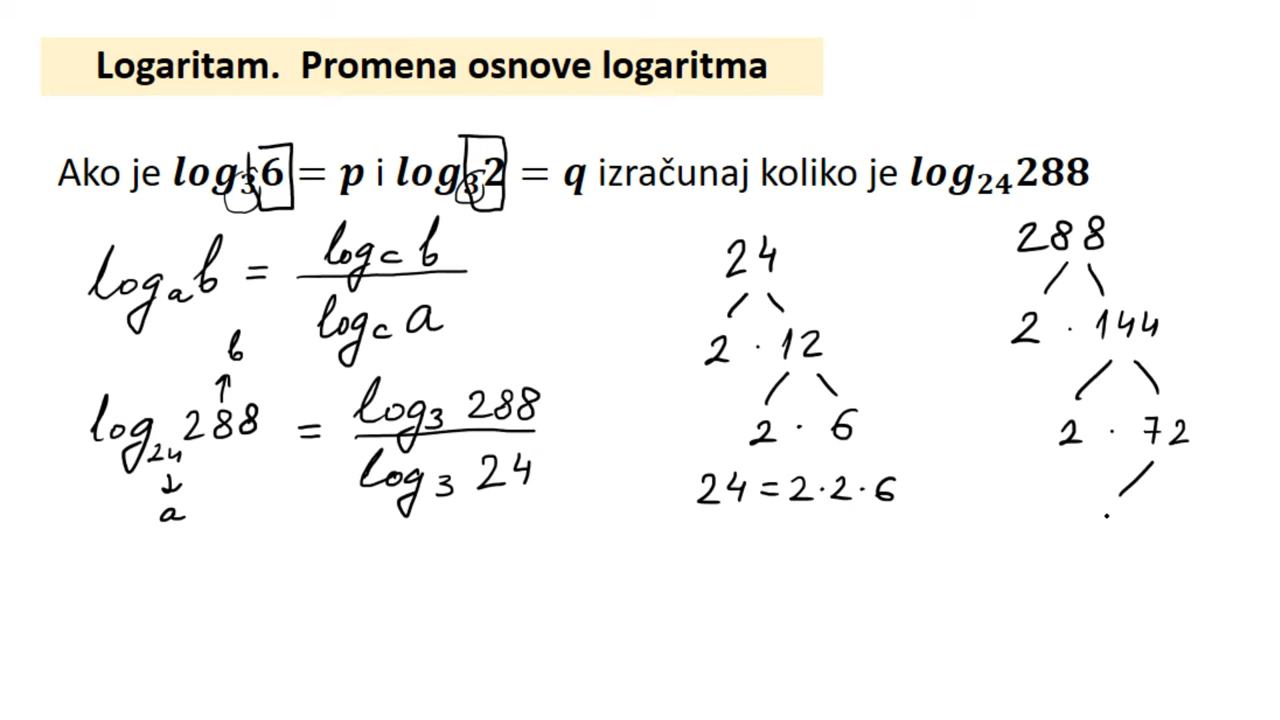 Logaritam. Promena osnove logaritma
Ako je log₃6 = p i log₃2 = q izračunaj koliko je log₂₄288
logₐb = log_c b / log_c a
b
↑
log₂₄288 = log₃ 288 / log₃ 24
↓
a
24
/ \
2 · 12
/ \
2 · 6
24 = 2·2·6
288
/ \
2 · 144
/ \
2 · 72
/